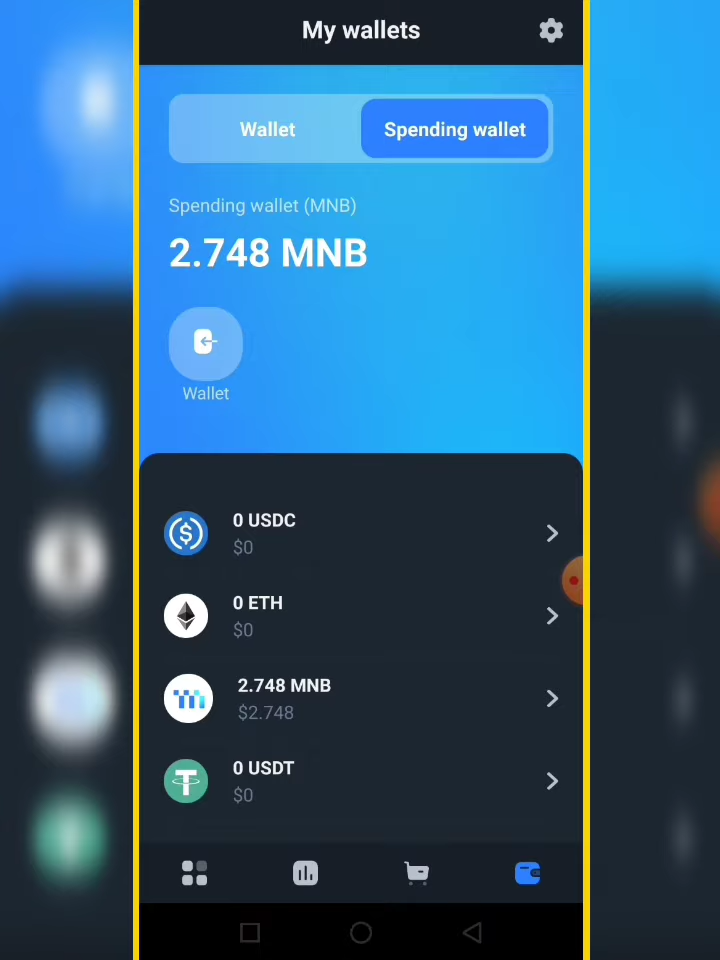 My wallets
Wallet
Spending wallet
Spending wallet (MNB)
2.748 MNB
Wallet
0 USDC
$0
0 ETH
$0
2.748 MNB
$2.748
0 USDT
$0